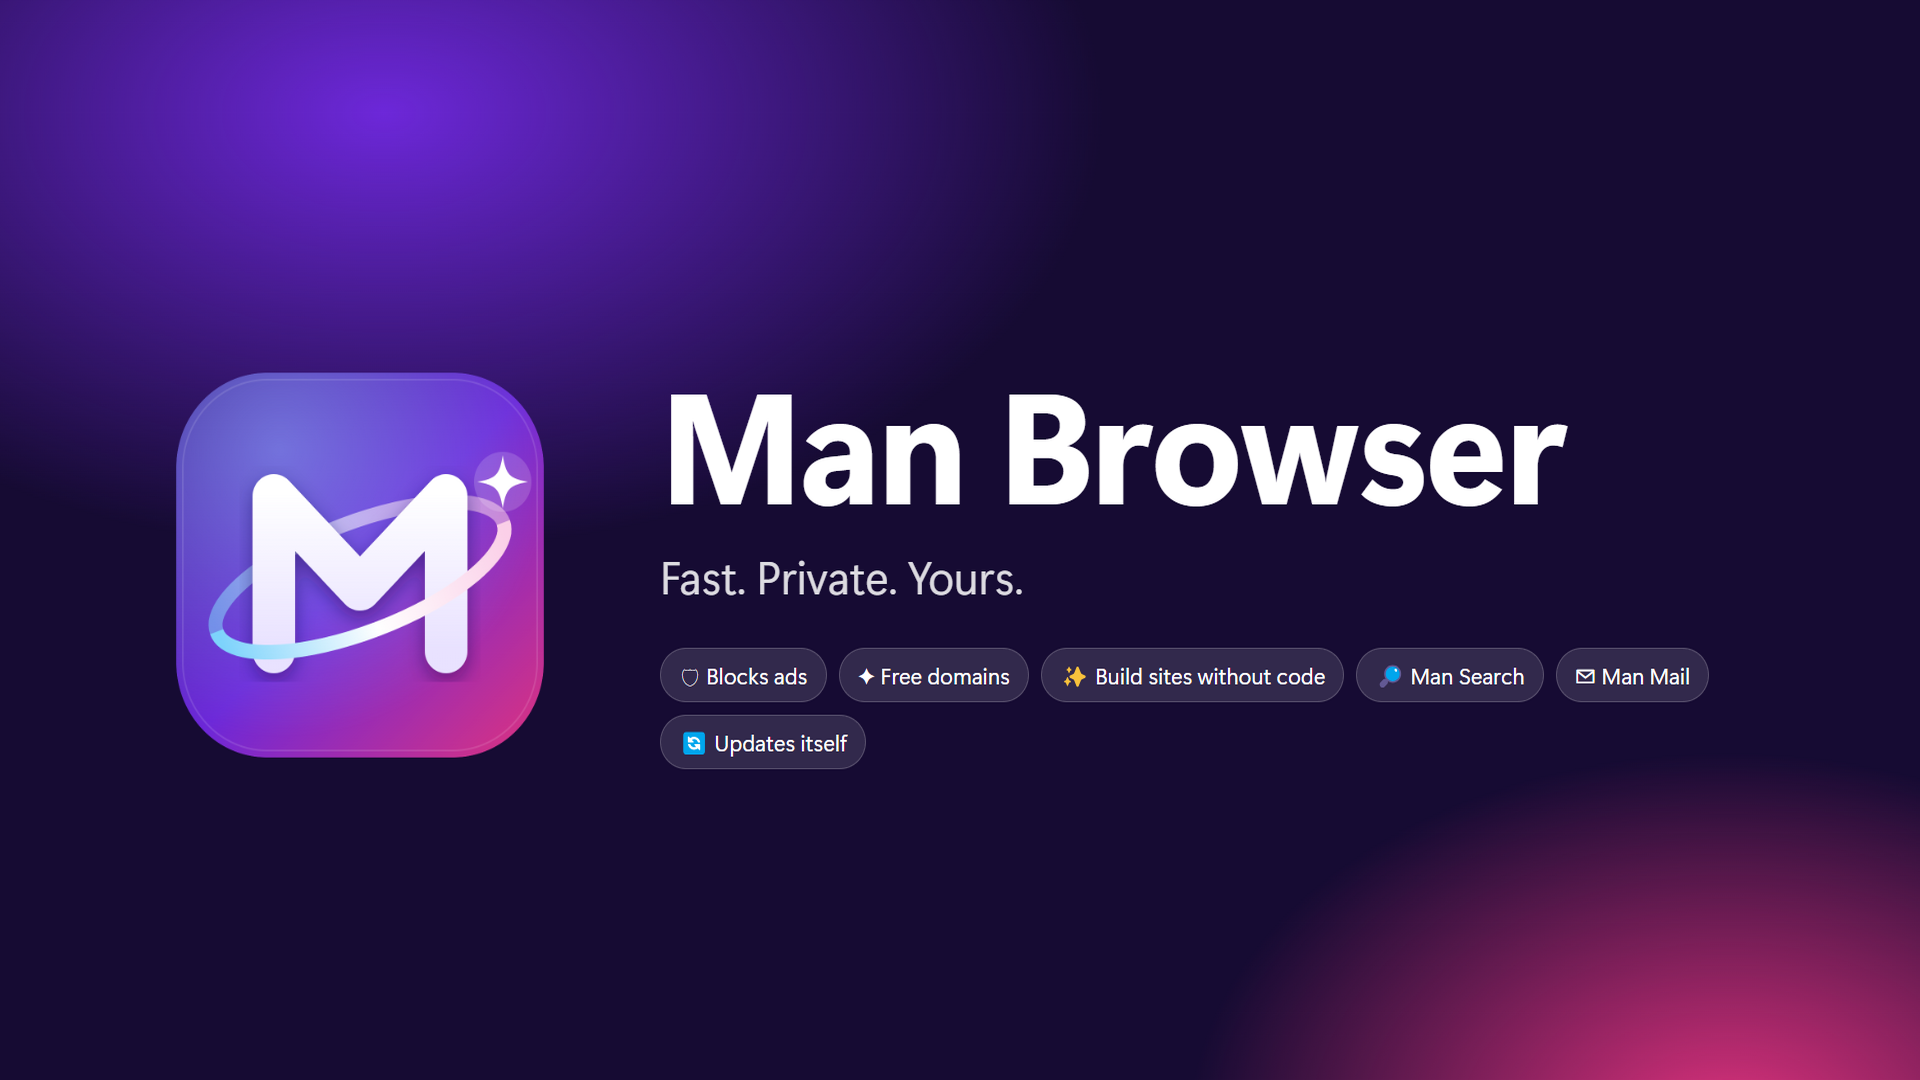 M
Man Browser
Fast. Private. Yours.
Blocks ads
Free domains
Build sites without code
Man Search
Man Mail
Updates itself